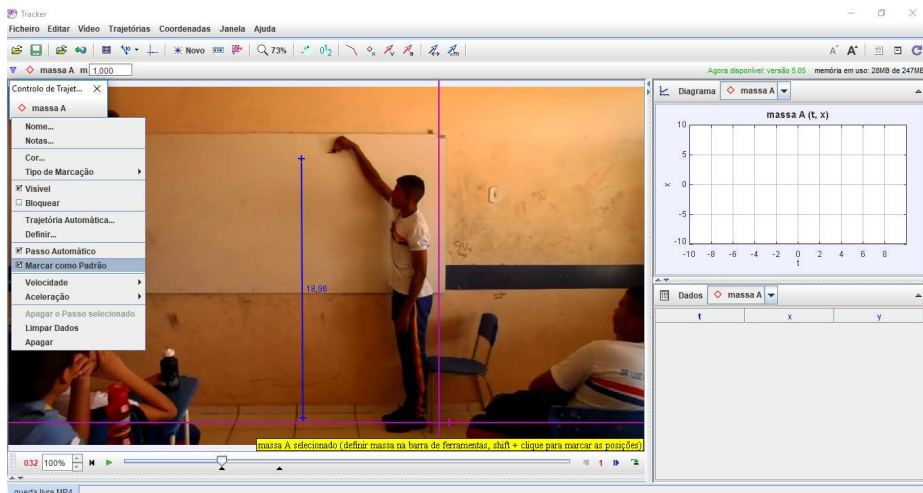 Tracker
Ficheiro Editar Vídeo Trajetórias Coordenadas Janela Ajuda
Novo 73%
massa A m 1,000
Agora disponível: versão 5.05 memória em uso: 28MB de 247MB
Controlo de Trajet...
massa A
Nome...
Notas...
Cor...
Tipo de Marcação
Visível
Bloquear
Trajetória Automática...
Definir...
Passo Automático
Marcar como Padrão
Velocidade
Aceleração
Apagar o Passo selecionado
Limpar Dados
Apagar
18,96
massa A selecionado (definir massa na barra de ferramentas, shift + clique para marcar as posições)
032 100% 1
queda livre.MP4
Diagrama massa A
massa A (t, x)
10
5
x 0
-5
-10
-10 -8 -6 -4 -2 0 2 4 6 8
t
Dados massa A
t x y